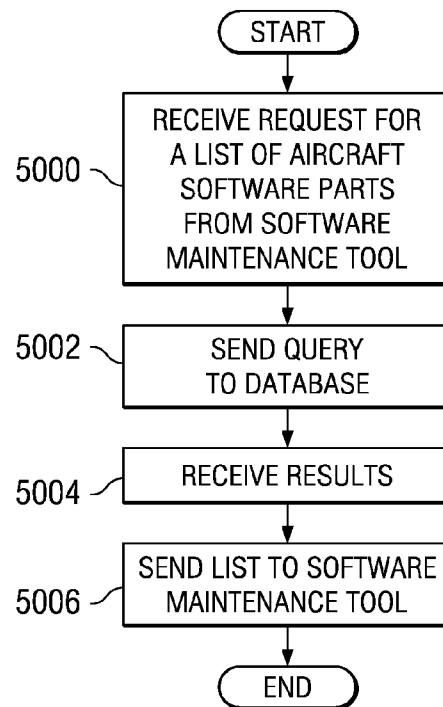 START
5000
RECEIVE REQUEST FOR
A LIST OF AIRCRAFT
SOFTWARE PARTS
FROM SOFTWARE
MAINTENANCE TOOL
5002
SEND QUERY
TO DATABASE
5004
RECEIVE RESULTS
5006
SEND LIST TO SOFTWARE
MAINTENANCE TOOL
END